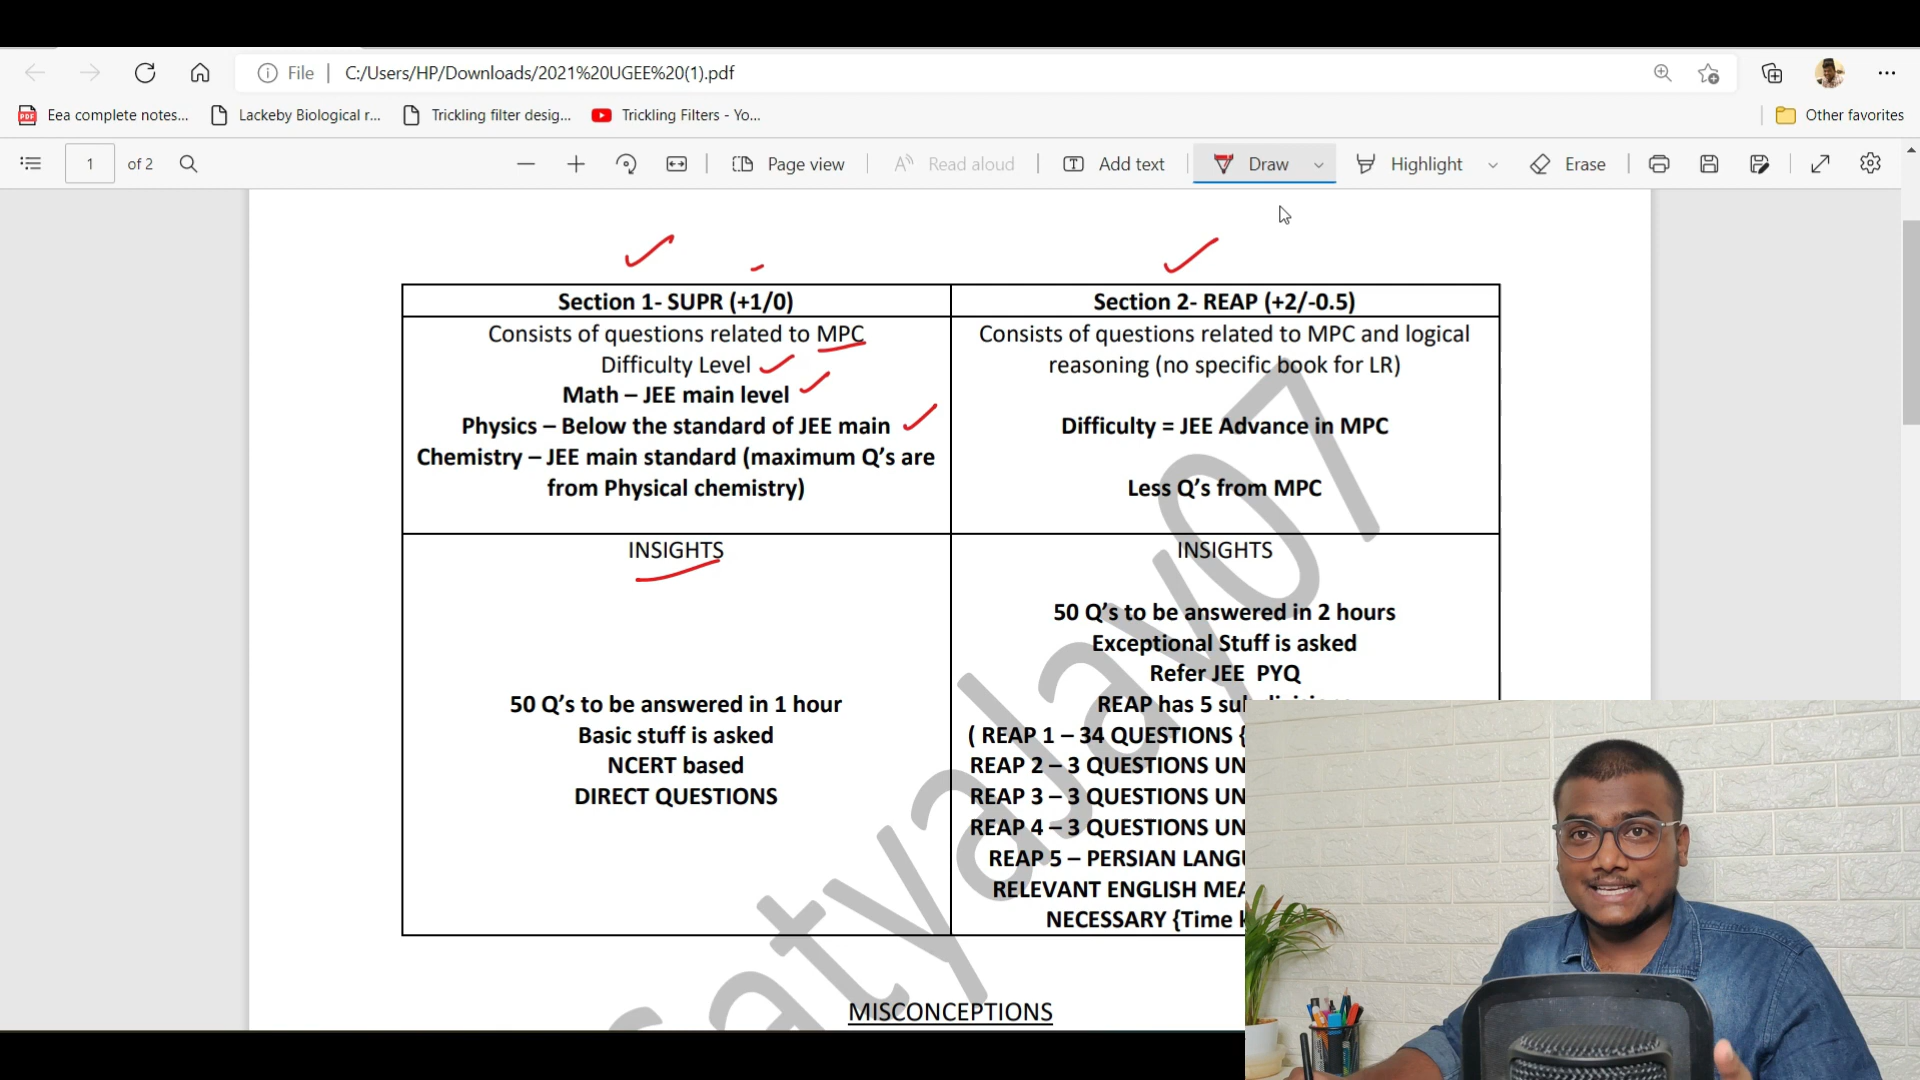 File
C:/Users/HP/Downloads/2021%20UGEE%20(1).pdf
Eea complete notes...
Lackeby Biological r...
Trickling filter desig...
Trickling Filters - Yo...
Other favorites
1 of 2
Page view
Read aloud
Add text
Draw
Highlight
Erase
Section 1- SUPR (+1/0)
Consists of questions related to MPC
Difficulty Level
Math – JEE main level
Physics – Below the standard of JEE main
Chemistry – JEE main standard (maximum Q's are
from Physical chemistry)
Section 2- REAP (+2/-0.5)
Consists of questions related to MPC and logical
reasoning (no specific book for LR)
Difficulty = JEE Advance in MPC
Less Q's from MPC
INSIGHTS
50 Q's to be answered in 1 hour
Basic stuff is asked
NCERT based
DIRECT QUESTIONS
INSIGHTS
50 Q's to be answered in 2 hours
Exceptional Stuff is asked
Refer JEE PYQ
REAP has 5
( REAP 1 – 34 QUESTIONS {
REAP 2 – 3 QUESTIONS
REAP 3 – 3 QUESTIONS
REAP 4 – 3 QUESTIONS
REAP 5 – PERSIAN
RELEVANT ENGLISH
NECESSARY {Time
MISCONCEPTIONS
SatyaJay07